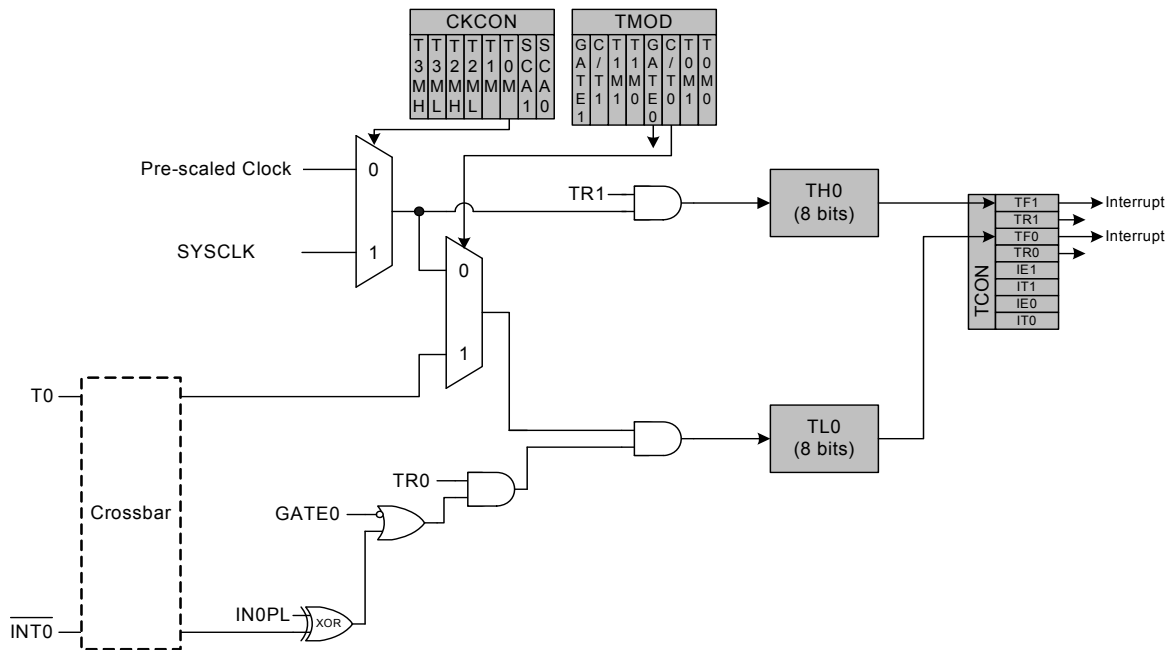 CKCON
T3MH
T3ML
T2MH
T2ML
T1M
T0M
SCA1
SCA0
TMOD
GATE1
C/T1
T1M1
T1M0
GATE0
C/T0
T0M1
T0M0
Pre-scaled Clock
0
SYSCLK
1
TR1
TH0
(8 bits)
TCON
TF1
TR1
TF0
TR0
IE1
IT1
IE0
IT0
Interrupt
Interrupt
0
1
T0
Crossbar
TL0
(8 bits)
TR0
GATE0
IN0PL
XOR
INT0